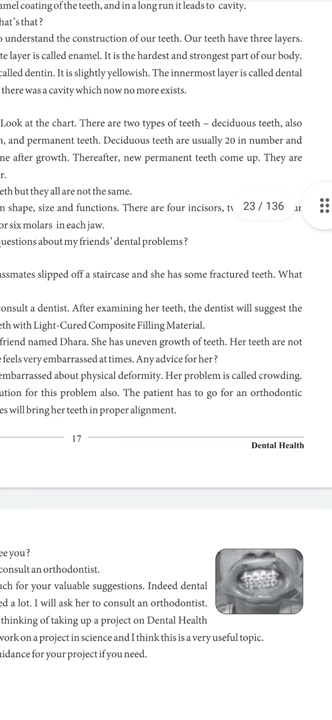 amel coating of the teeth, and in a long run it leads to cavity.
hat's that?
o understand the construction of our teeth. Our teeth have three layers.
te layer is called enamel. It is the hardest and strongest part of our body.
called dentin. It is slightly yellowish. The innermost layer is called dental
there was a cavity which now no more exists.
Look at the chart. There are two types of teeth – deciduous teeth, also
h, and permanent teeth. Deciduous teeth are usually 20 in number and
ne after growth. Thereafter, new permanent teeth come up. They are
r.
eth but they all are not the same.
n shape, size and functions. There are four incisors, tw
23 / 136
or six molars in each jaw.
questions about my friends' dental problems?
assmates slipped off a staircase and she has some fractured teeth. What
consult a dentist. After examining her teeth, the dentist will suggest the
eth with Light-Cured Composite Filling Material.
friend named Dhara. She has uneven growth of teeth. Her teeth are not
e feels very embarrassed at times. Any advice for her?
embarrassed about physical deformity. Her problem is called crowding.
ution for this problem also. The patient has to go for an orthodontic
es will bring her teeth in proper alignment.
17
Dental Health
ee you?
consult an orthodontist.
uch for your valuable suggestions. Indeed dental
ed a lot. I will ask her to consult an orthodontist.
thinking of taking up a project on Dental Health
work on a project in science and I think this is a very useful topic.
uidance for your project if you need.